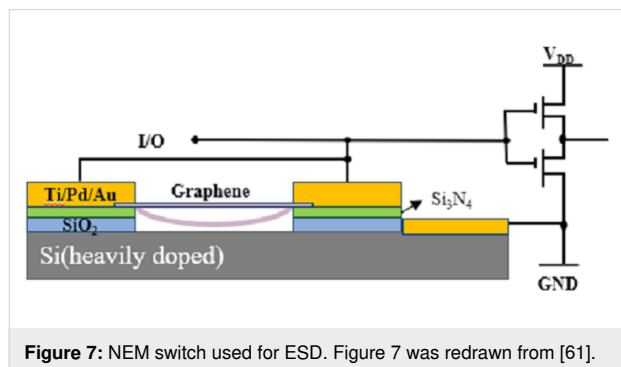 V_DD
I/O
Ti/Pd/Au
Graphene
Si₃N₄
SiO₂
Si(heavily doped)
GND
Figure 7: NEM switch used for ESD. Figure 7 was redrawn from [61].